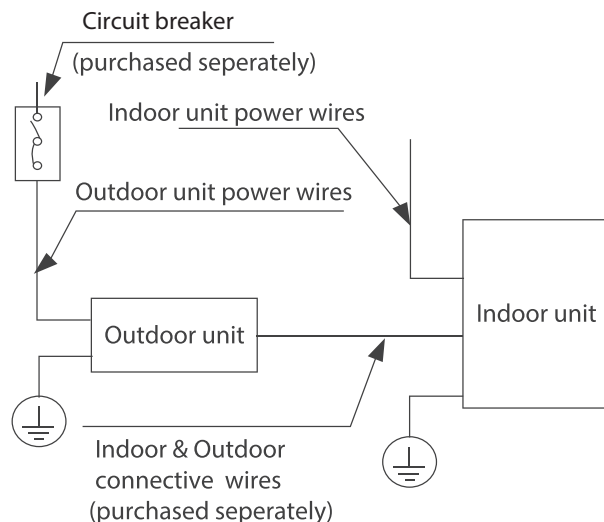 Circuit breaker
(purchased seperately)
Indoor unit power wires
Outdoor unit power wires
Outdoor unit
Indoor unit
Indoor & Outdoor
connective wires
(purchased seperately)